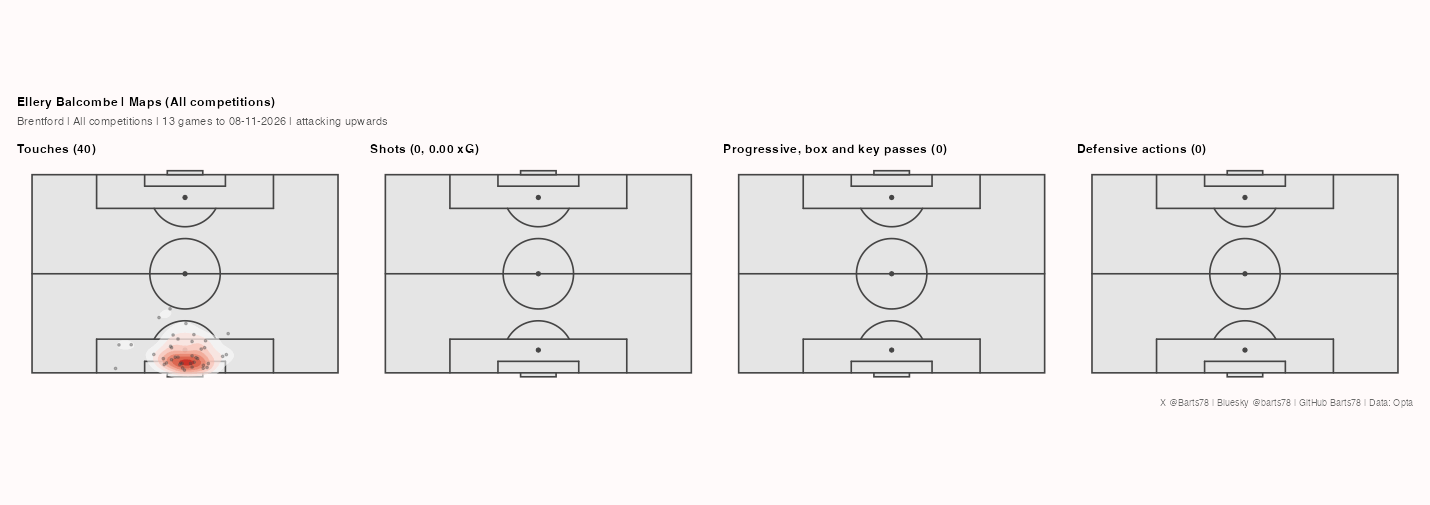 Ellery Balcombe | Maps (All competitions)
Brentford | All competitions | 13 games to 08-11-2026 | attacking upwards
Touches (40)
Shots (0, 0.00 xG)
Progressive, box and key passes (0)
Defensive actions (0)
X @Barts78 | Bluesky @barts78 | GitHub Barts78 | Data: Opta